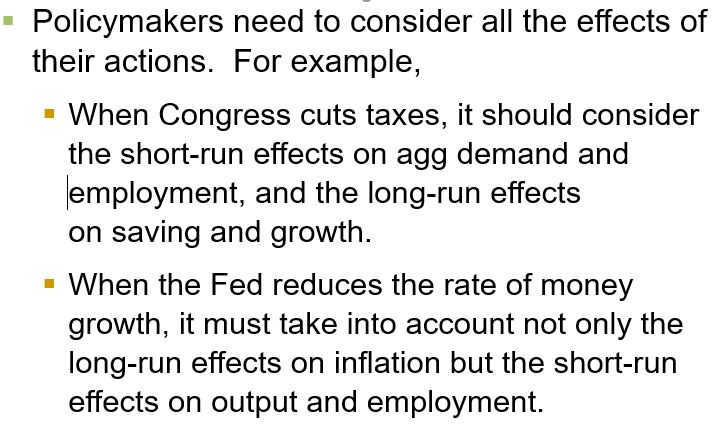 Policymakers need to consider all the effects of
their actions.  For example,
When Congress cuts taxes, it should consider
the short-run effects on agg demand and
employment, and the long-run effects
on saving and growth.
When the Fed reduces the rate of money
growth, it must take into account not only the
long-run effects on inflation but the short-run
effects on output and employment.